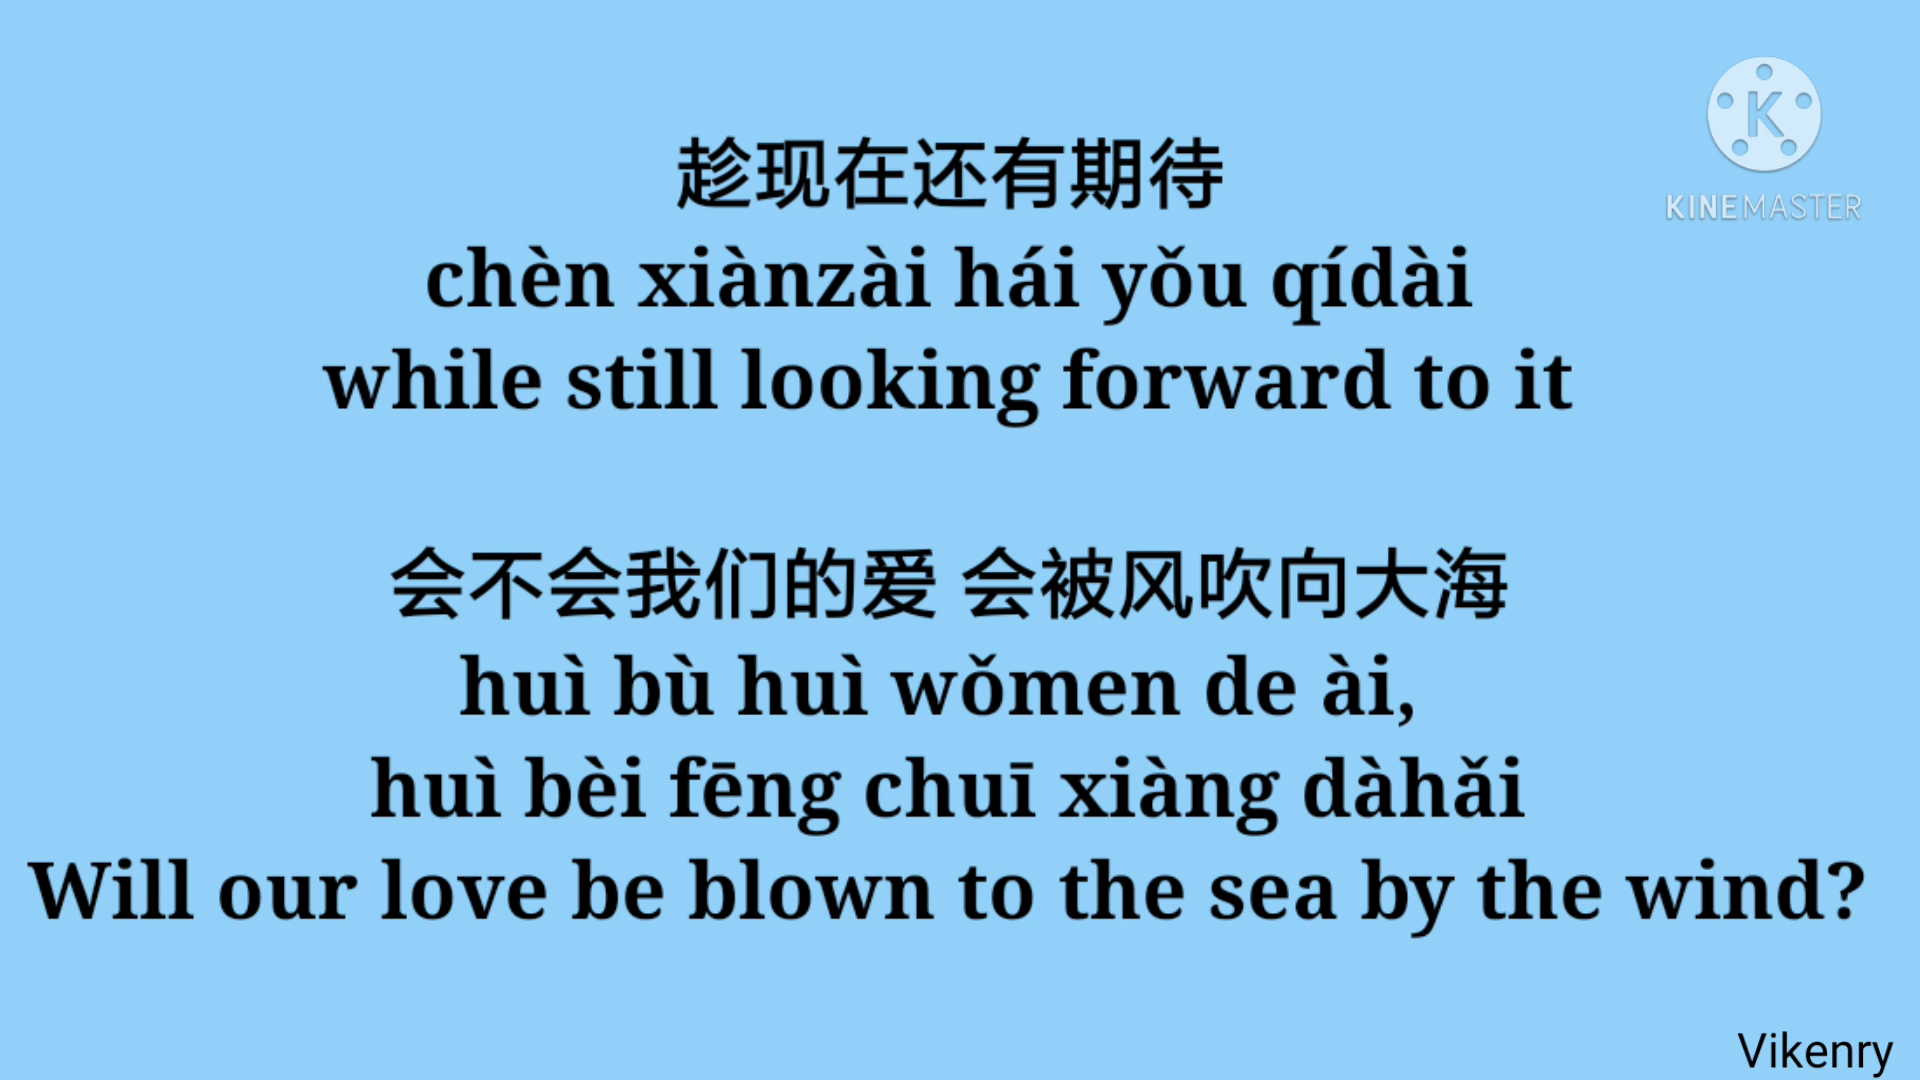 趁现在还有期待
chèn xiànzài hái yǒu qídài
while still looking forward to it
会不会我们的爱 会被风吹向大海
huì bù huì wǒmen de ài,
huì bèi fēng chuī xiàng dàhǎi
Will our love be blown to the sea by the wind?
K
KINEMASTER
Vikenry